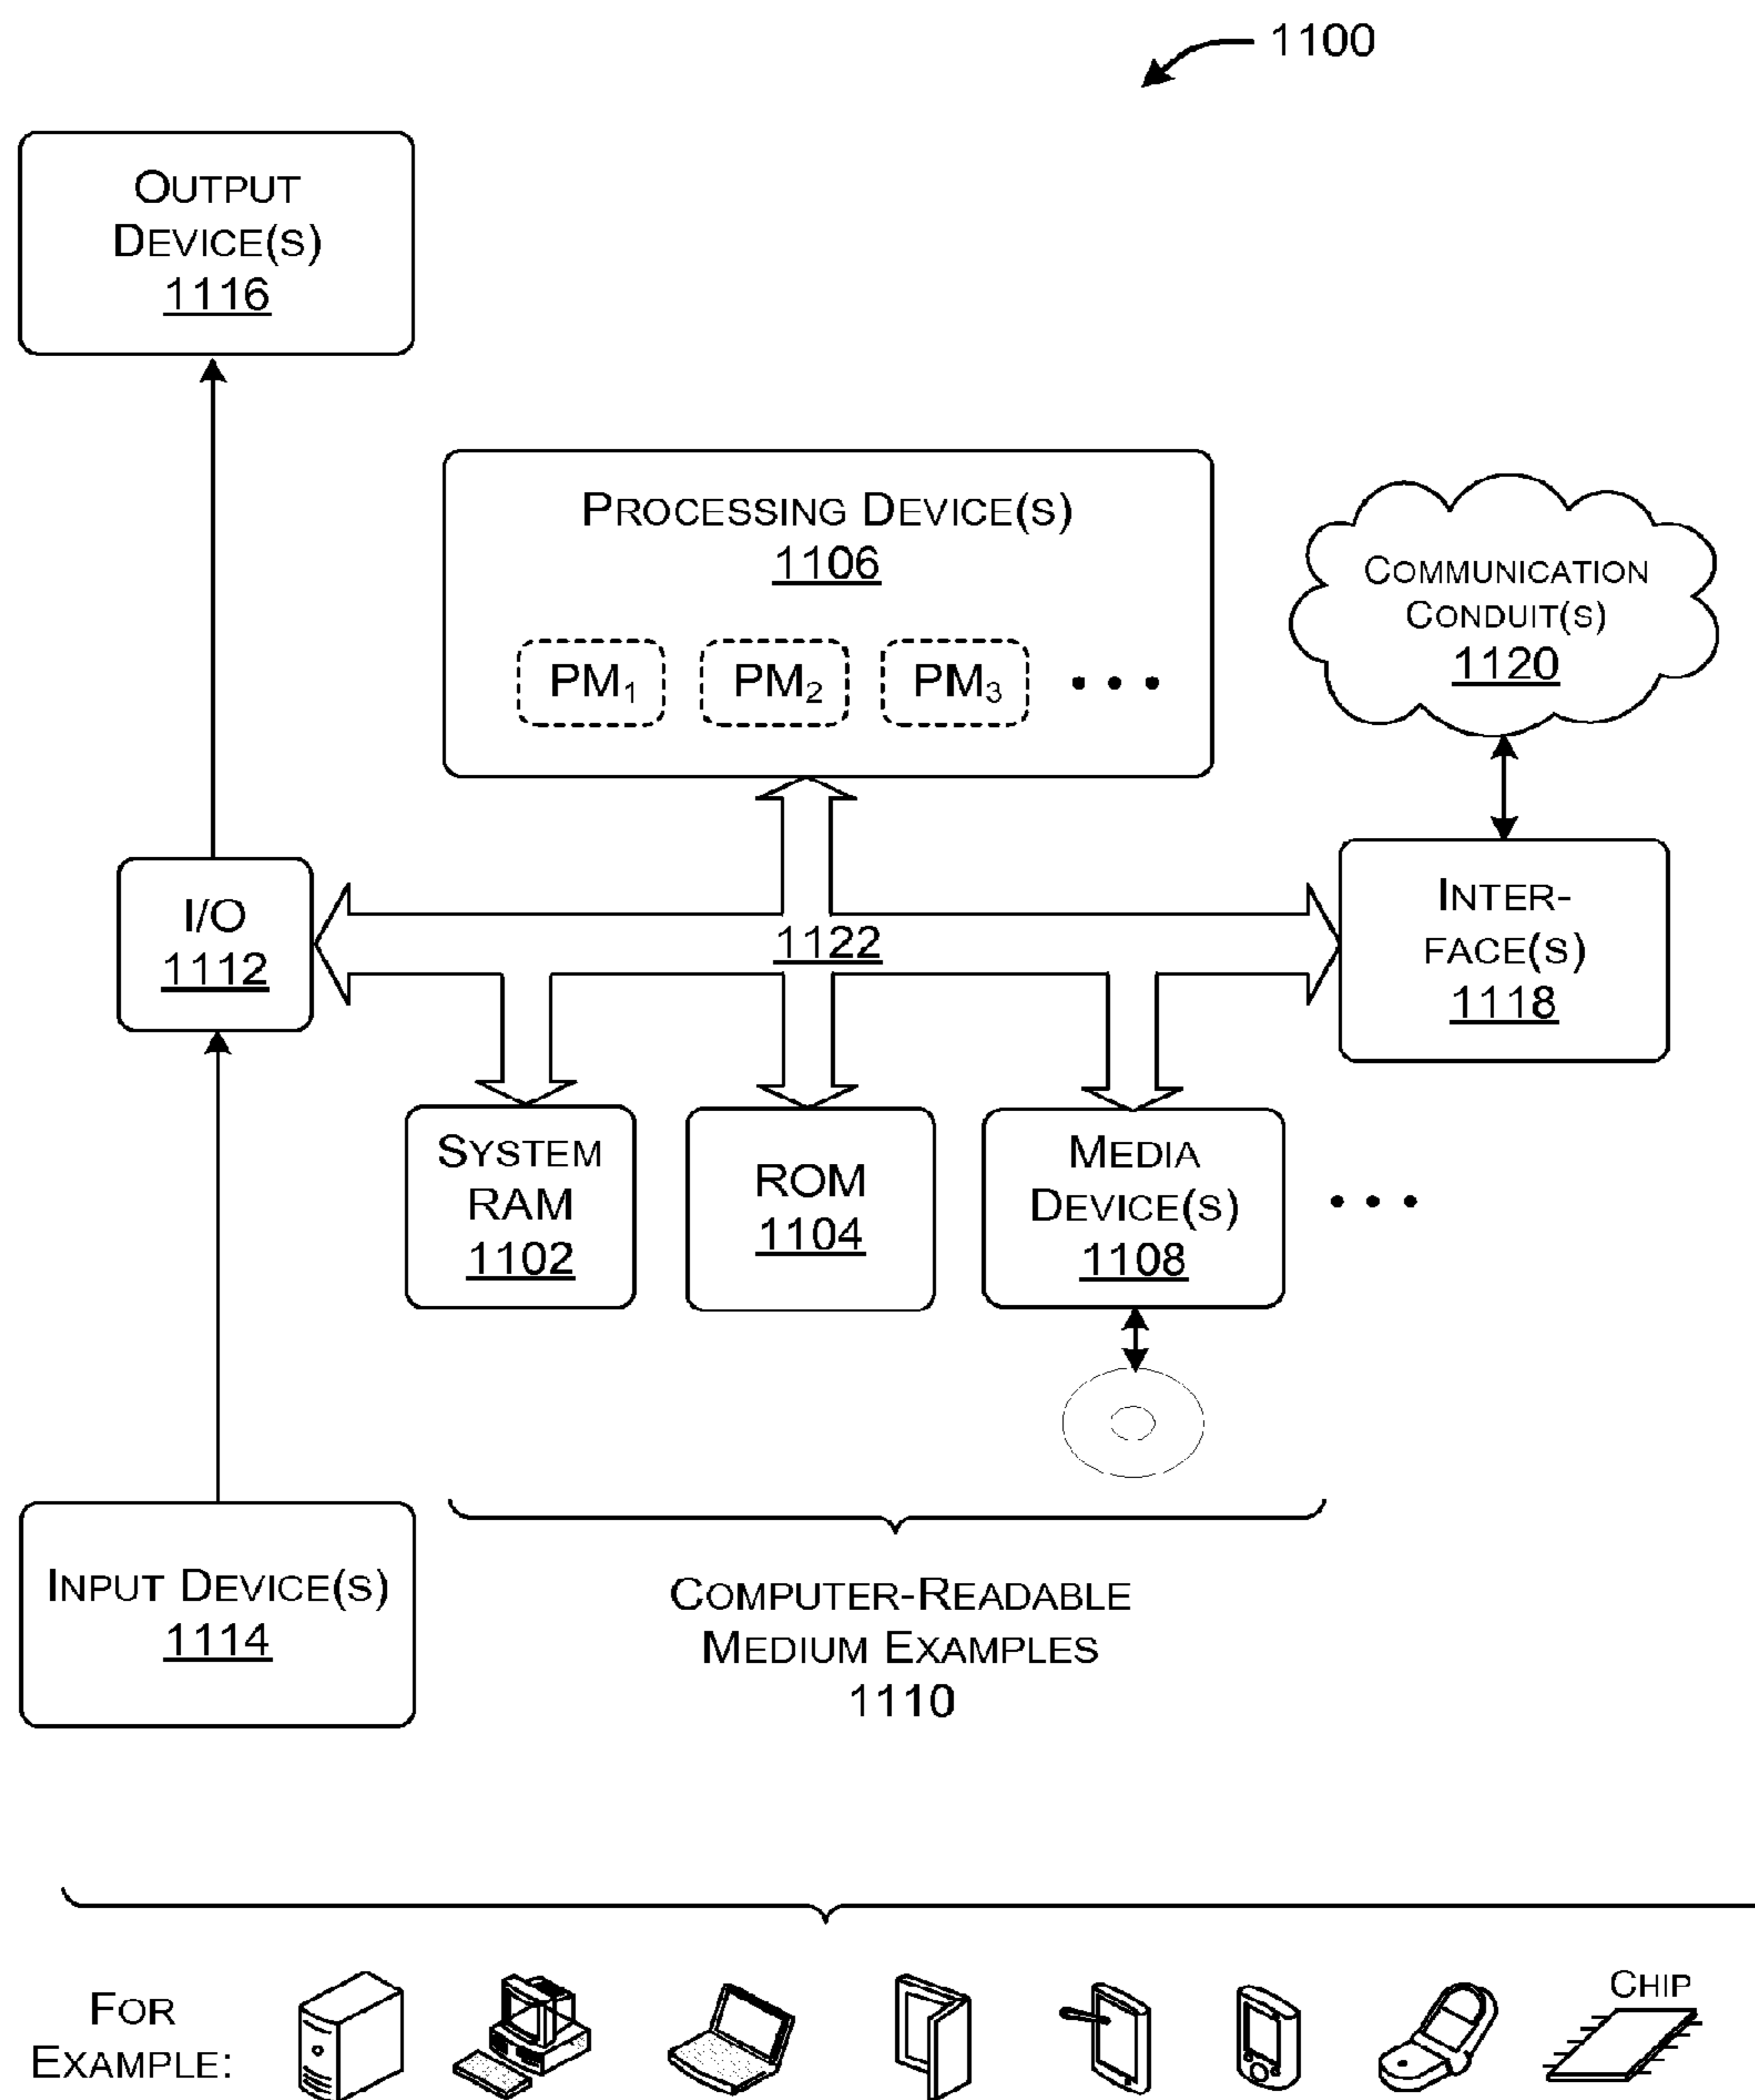 1100
OUTPUT
DEVICE(S)
1116
PROCESSING DEVICE(S)
1106
PM₁ PM₂ PM₃ • • •
COMMUNICATION
CONDUIT(S)
1120
I/O
1112
1122
INTER-
FACE(S)
1118
SYSTEM
RAM
1102
ROM
1104
MEDIA
DEVICE(S)
1108
• • •
INPUT DEVICE(S)
1114
COMPUTER-READABLE
MEDIUM EXAMPLES
1110
FOR
EXAMPLE:
CHIP